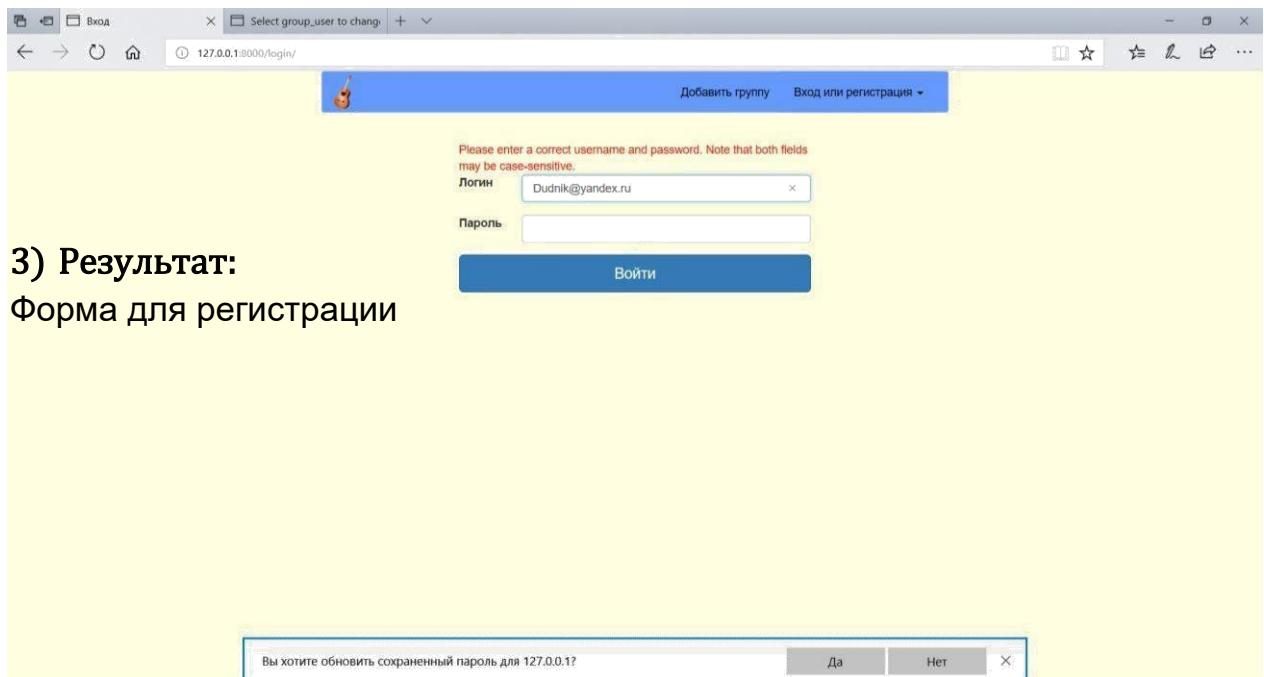 Вход
Select group_user to chang
127.0.0.1:8000/login/
Добавить группу Вход или регистрация
Please enter a correct username and password. Note that both fields
may be case-sensitive.
Логин Dudnik@yandex.ru
Пароль
Войти
3) Результат:
Форма для регистрации
Вы хотите обновить сохраненный пароль для 127.0.0.1? Да Нет